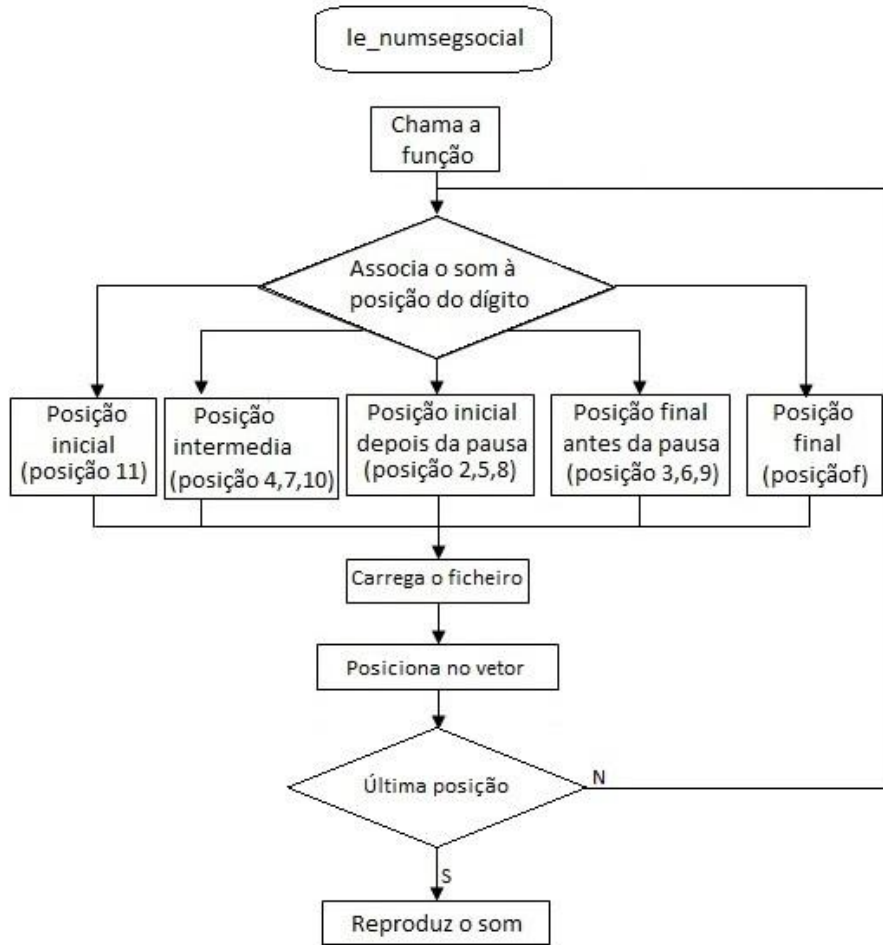 le_numsegsocial
Chama a
função
Associa o som à
posição do dígito
Posição
inicial
(posição 11)
Posição
intermedia
(posição 4,7,10)
Posição inicial
depois da pausa
(posição 2,5,8)
Posição final
antes da pausa
(posição 3,6,9)
Posição
final
(posiçãof)
Carrega o ficheiro
Posiciona no vetor
Última posição
N
S
Reproduz o som